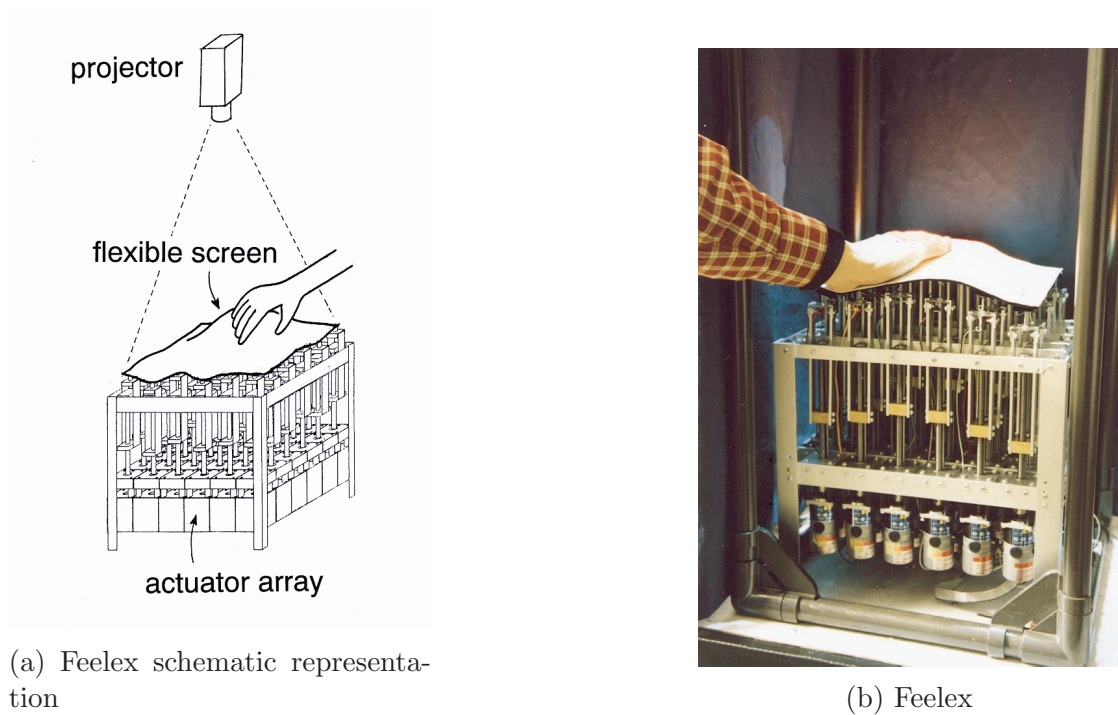 projector
flexible screen
actuator array
(a) Feelex schematic representa-
tion
(b) Feelex